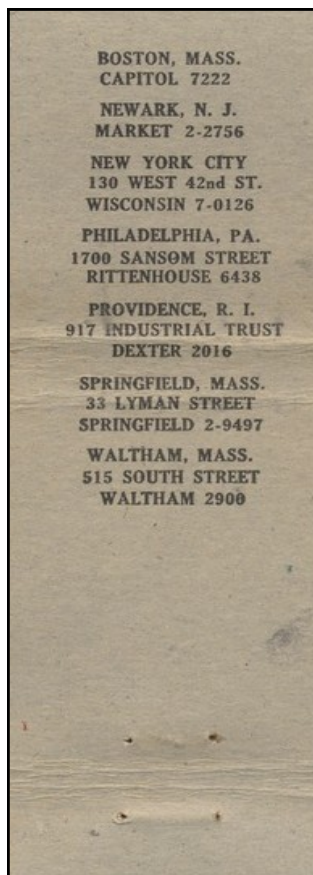 BOSTON, MASS.
CAPITOL 7222
NEWARK, N. J.
MARKET 2-2756
NEW YORK CITY
130 WEST 42nd ST.
WISCONSIN 7-0126
PHILADELPHIA, PA.
1700 SANSOM STREET
RITTENHOUSE 6438
PROVIDENCE, R. I.
917 INDUSTRIAL TRUST
DEXTER 2016
SPRINGFIELD, MASS.
33 LYMAN STREET
SPRINGFIELD 2-9497
WALTHAM, MASS.
515 SOUTH STREET
WALTHAM 2900